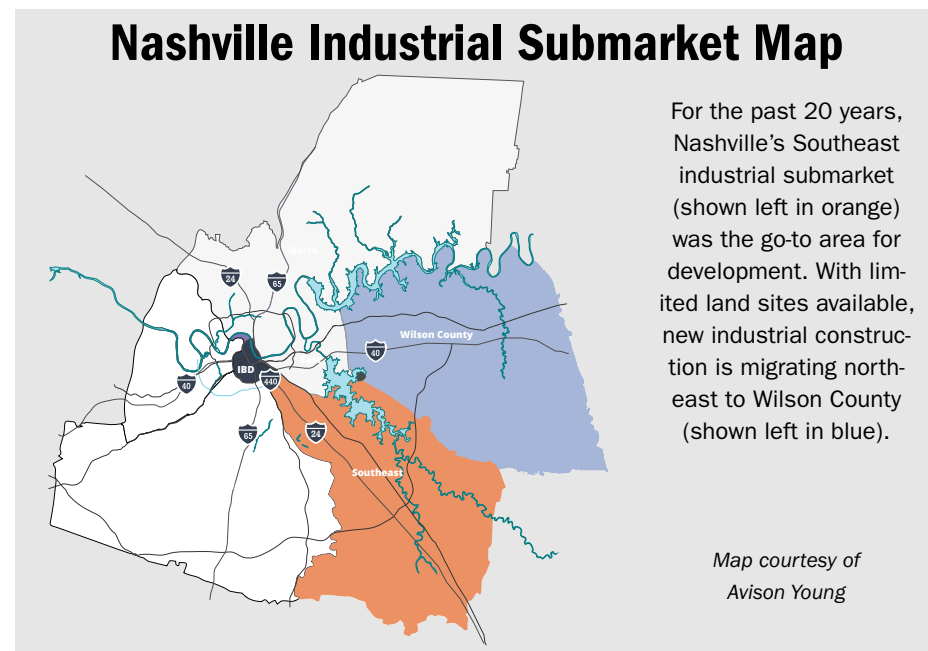 Nashville Industrial Submarket Map
For the past 20 years,
Nashville's Southeast
industrial submarket
(shown left in orange)
was the go-to area for
development. With lim-
ited land sites available,
new industrial construc-
tion is migrating north-
east to Wilson County
(shown left in blue).
Map courtesy of
Avison Young
North
24
65
Wilson County
40
IBD
40
440
65
24
Southeast